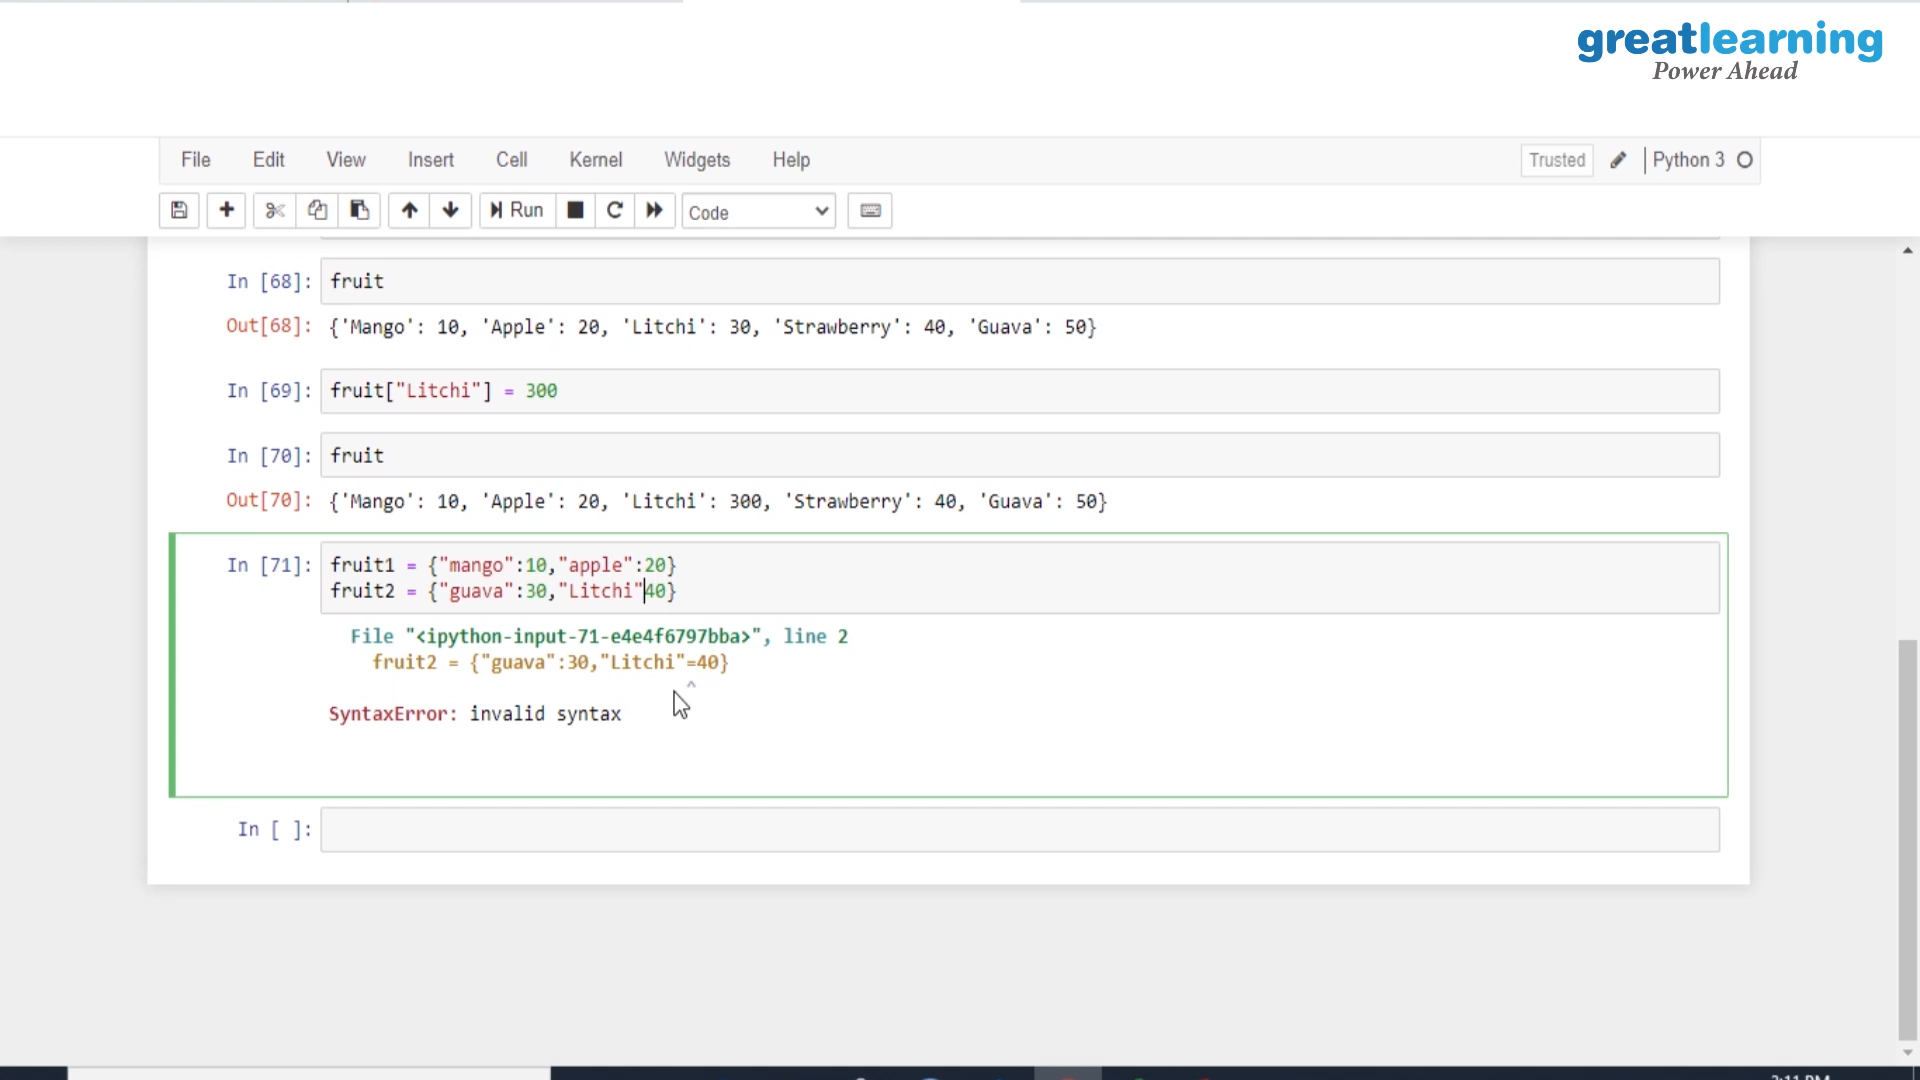 greatlearning
Power Ahead
File Edit View Insert Cell Kernel Widgets Help Trusted Python 3
Run Code
In [68]: fruit
Out[68]: {'Mango': 10, 'Apple': 20, 'Litchi': 30, 'Strawberry': 40, 'Guava': 50}
In [69]: fruit["Litchi"] = 300
In [70]: fruit
Out[70]: {'Mango': 10, 'Apple': 20, 'Litchi': 300, 'Strawberry': 40, 'Guava': 50}
In [71]: fruit1 = {"mango":10,"apple":20}
fruit2 = {"guava":30,"Litchi"40}
File "<ipython-input-71-e4e4f6797bba>", line 2
fruit2 = {"guava":30,"Litchi"=40}
^
SyntaxError: invalid syntax
In [ ]: